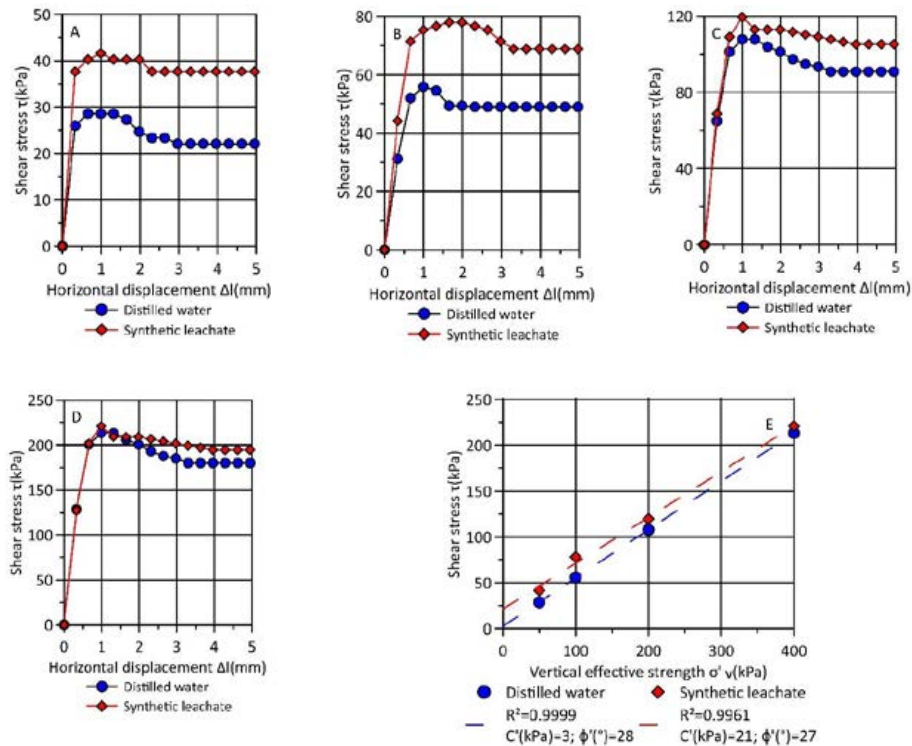 A
50
40
30
20
10
0
Shear stress τ(kPa)
0 1 2 3 4 5
Horizontal displacement Δl(mm)
Distilled water
Synthetic leachate
B
80
60
40
20
0
Shear stress τ(kPa)
0 1 2 3 4 5
Horizontal displacement Δl(mm)
Distilled water
Synthetic leachate
C
120
80
40
0
Shear stress τ(kPa)
0 1 2 3 4 5
Horizontal displacement Δl(mm)
Distilled water
Synthetic leachate
D
250
200
150
100
50
0
Shear stress τ(kPa)
0 1 2 3 4 5
Horizontal displacement Δl(mm)
Distilled water
Synthetic leachate
E
250
200
150
100
50
0
Shear stress τ(kPa)
0 100 200 300 400
Vertical effective strength σ' v(kPa)
Distilled water Synthetic leachate
R²=0.9999 R²=0.9961
C'(kPa)=3; ϕ'(°)=28 C'(kPa)=21; ϕ'(°)=27